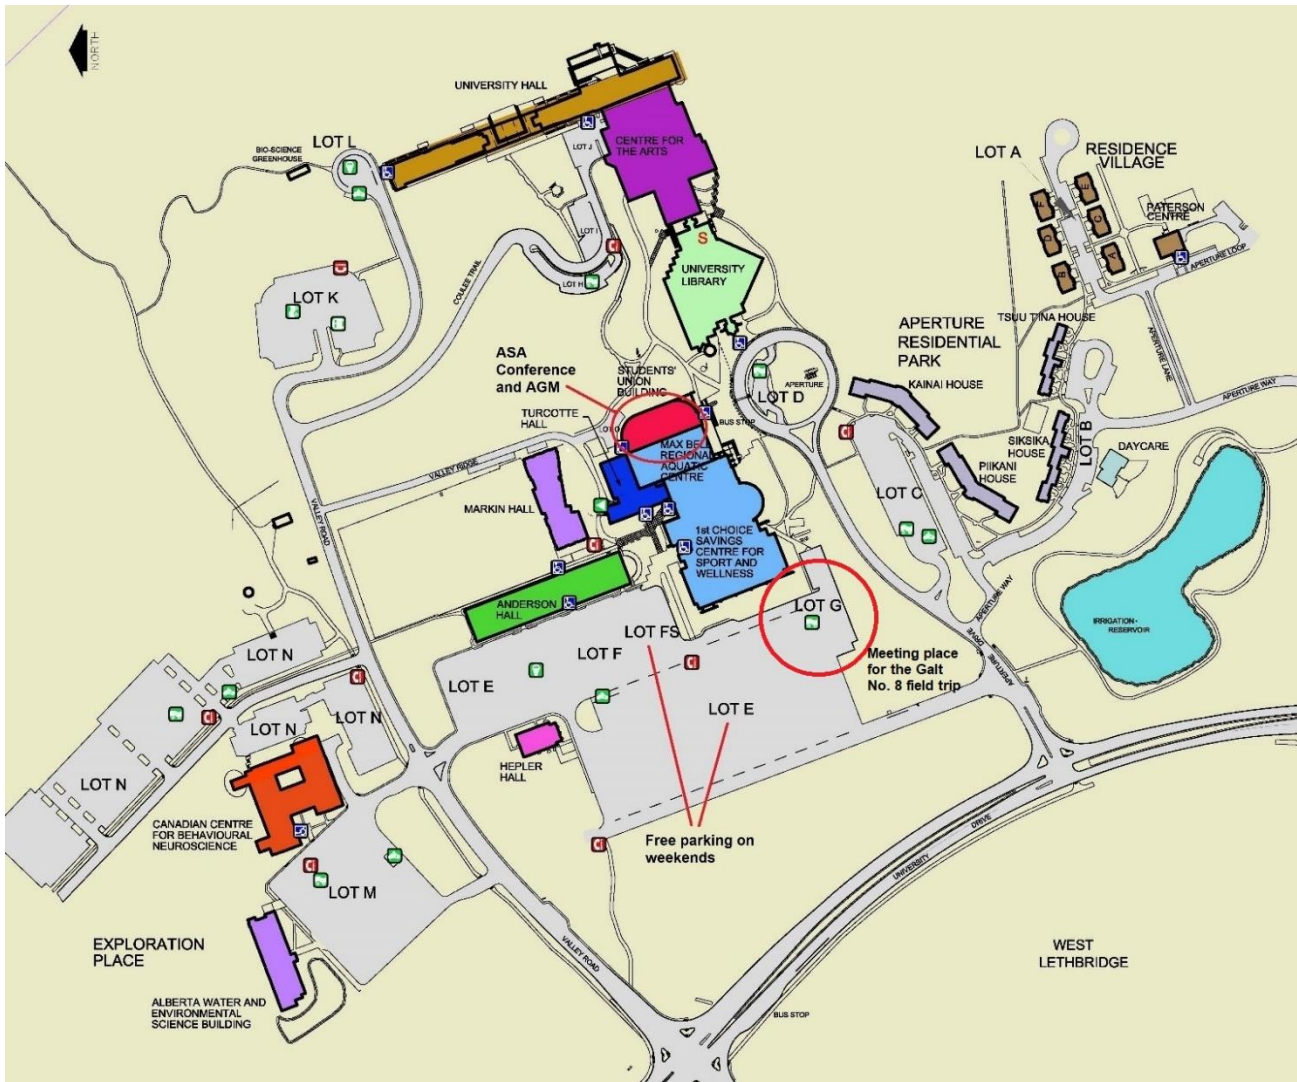 NORTH
UNIVERSITY HALL
BIO-SCIENCE
GREENHOUSE
LOT L
LOT J
CENTRE FOR
THE ARTS
LOT A
RESIDENCE
VILLAGE
F
E
D
C
B
A
PATERSON
CENTRE
APERTURE LOOP
LOT I
LOT H
COULEE TRAIL
S
UNIVERSITY
LIBRARY
LOT K
APERTURE
RESIDENTIAL
PARK
TSUU T'INA HOUSE
KAINAI HOUSE
APERTURE LANE
APERTURE WAY
ASA
Conference
and AGM
STUDENTS'
UNION
BUILDING
APERTURE
LOT D
TURCOTTE
HALL
BUS STOP
MAX BELL
REGIONAL
AQUATIC
CENTRE
SIKSIKA
HOUSE
LOT B
DAYCARE
PIIKANI
HOUSE
VALLEY RIDGE
MARKIN HALL
LOT C
VALLEY ROAD
1st CHOICE
SAVINGS
CENTRE FOR
SPORT AND
WELLNESS
ANDERSON
HALL
LOT G
APERTURE WAY
APERTURE DRIVE
IRRIGATION
RESERVOIR
LOT FS
LOT F
LOT N
LOT E
Meeting place
for the Galt
No. 8 field trip
LOT N
LOT N
LOT E
HEPLER
HALL
LOT N
CANADIAN CENTRE
FOR BEHAVIOURAL
NEUROSCIENCE
Free parking on
weekends
UNIVERSITY DRIVE
LOT M
EXPLORATION
PLACE
VALLEY ROAD
WEST
LETHBRIDGE
ALBERTA WATER AND
ENVIRONMENTAL
SCIENCE BUILDING
BUS STOP